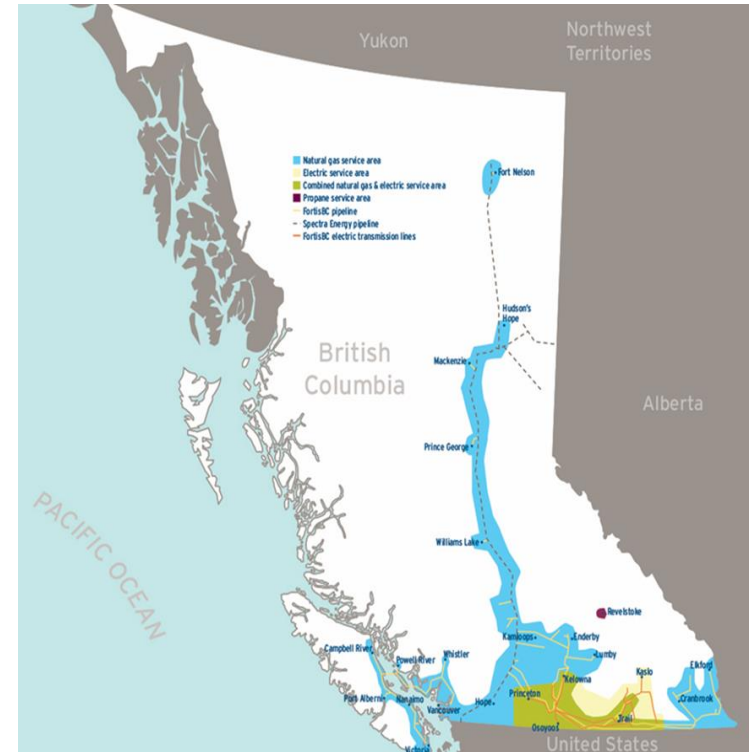 Yukon
Northwest
Territories
Natural gas service area
Electric service area
Combined natural gas & electric service area
Propane service area
FortisBC pipeline
Spectra Energy pipeline
FortisBC electric transmission lines
Fort Nelson
Hudson's
Hope
Mackenzie
British
Columbia
Alberta
Prince George
PACIFIC OCEAN
Williams Lake
Revelstoke
Kamloops
Enderby
Lumby
Campbell River
Powell River
Whistler
Elkford
Kaslo
Kelowna
Port Alberni
Nanaimo
Vancouver
Hope
Princeton
Cranbrook
Trail
Osoyoos
Victoria
United States